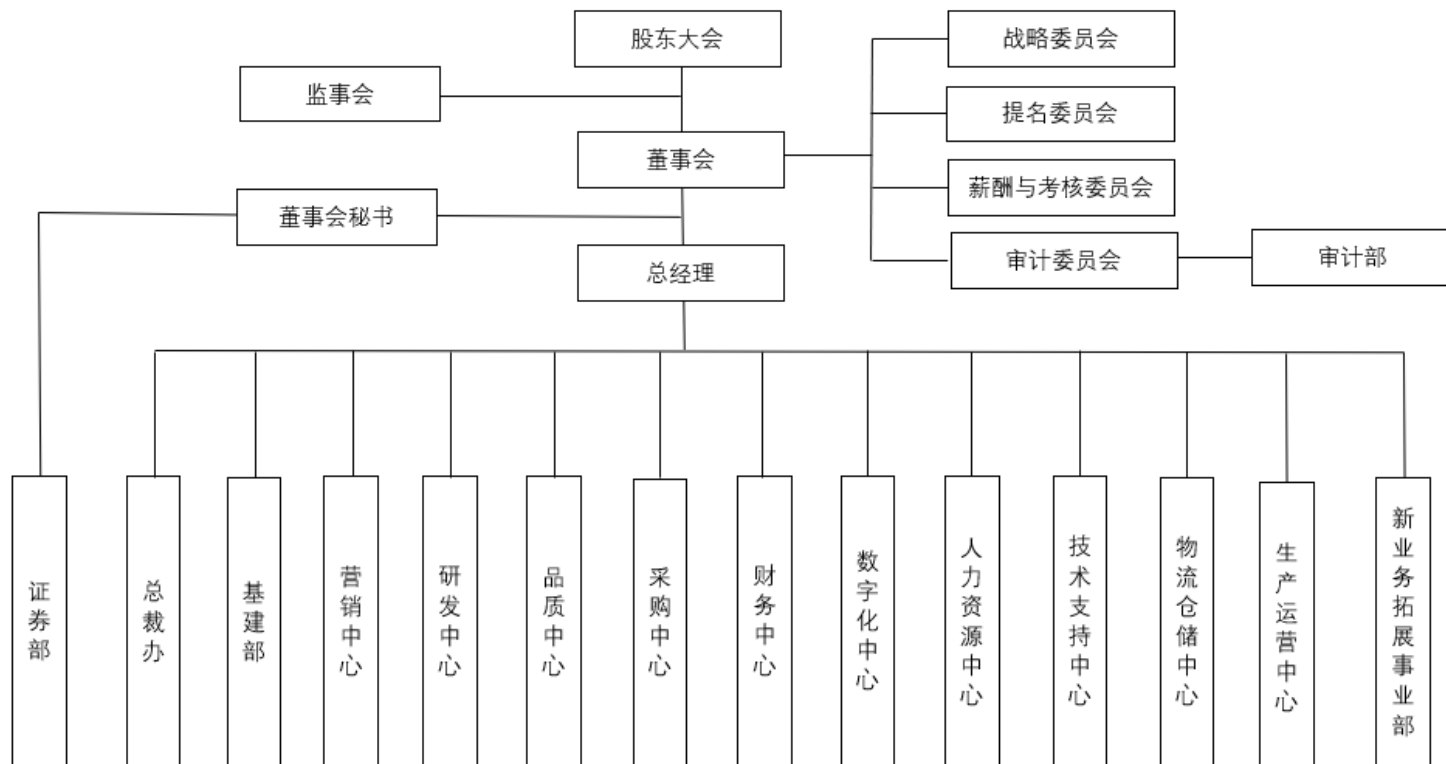 股东大会
战略委员会
监事会
提名委员会
董事会
薪酬与考核委员会
董事会秘书
审计委员会
审计部
总经理
证券部
总裁办
基建部
营销中心
研发中心
品质中心
采购中心
财务中心
数字化中心
人力资源中心
技术支持中心
物流仓储中心
生产运营中心
新业务拓展事业部